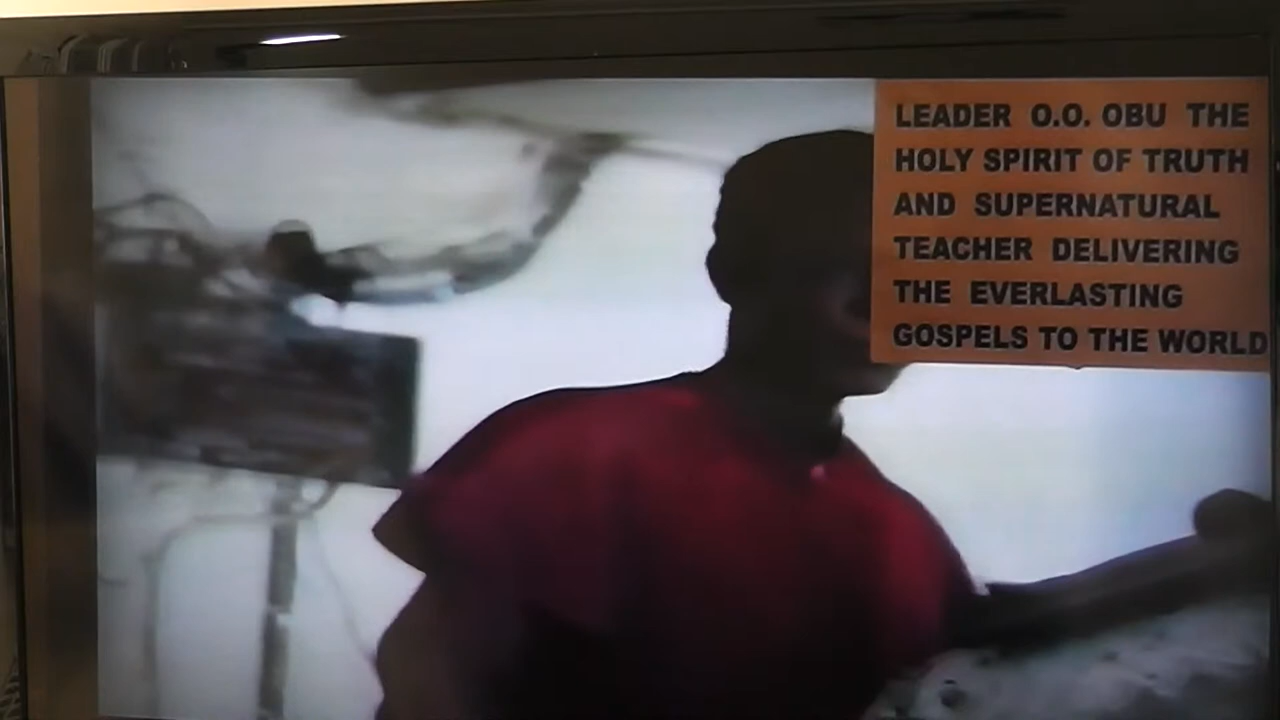 LEADER O.O. OBU THE
HOLY SPIRIT OF TRUTH
AND SUPERNATURAL
TEACHER DELIVERING
THE EVERLASTING
GOSPELS TO THE WORLD